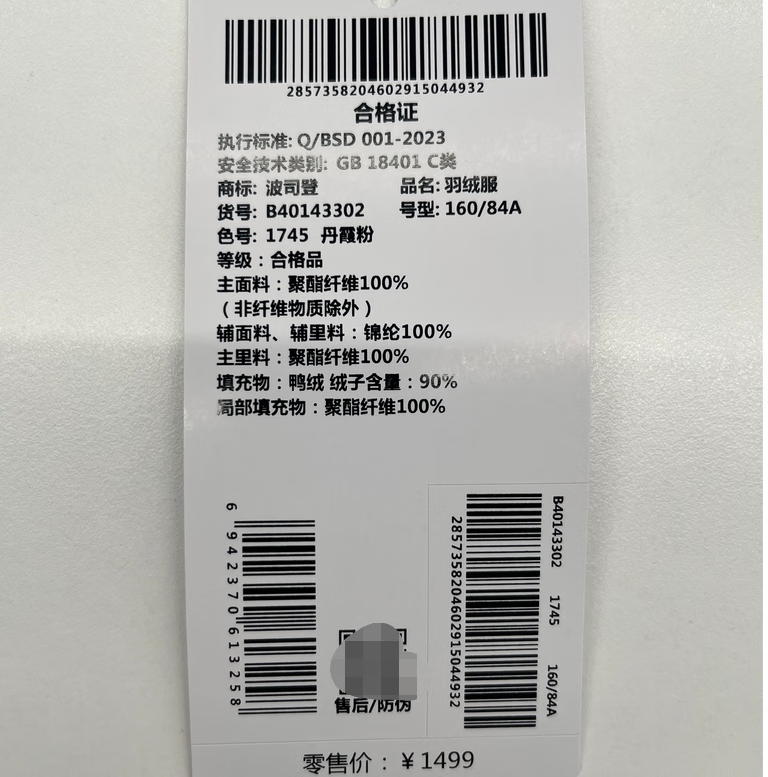 2857358204602915044932
合格证
执行标准: Q/BSD 001-2023
安全技术类别: GB 18401 C类
商标: 波司登 品名: 羽绒服
货号: B40143302 号型: 160/84A
色号: 1745 丹霞粉
等级：合格品
主面料：聚酯纤维100%
（非纤维物质除外）
辅面料、辅里料：锦纶100%
主里料：聚酯纤维100%
填充物：鸭绒 绒子含量：90%
局部填充物：聚酯纤维100%
6 942370 613258
售后/防伪
2857358204602915044932
B40143302 1745 160/84A
零售价：￥1499